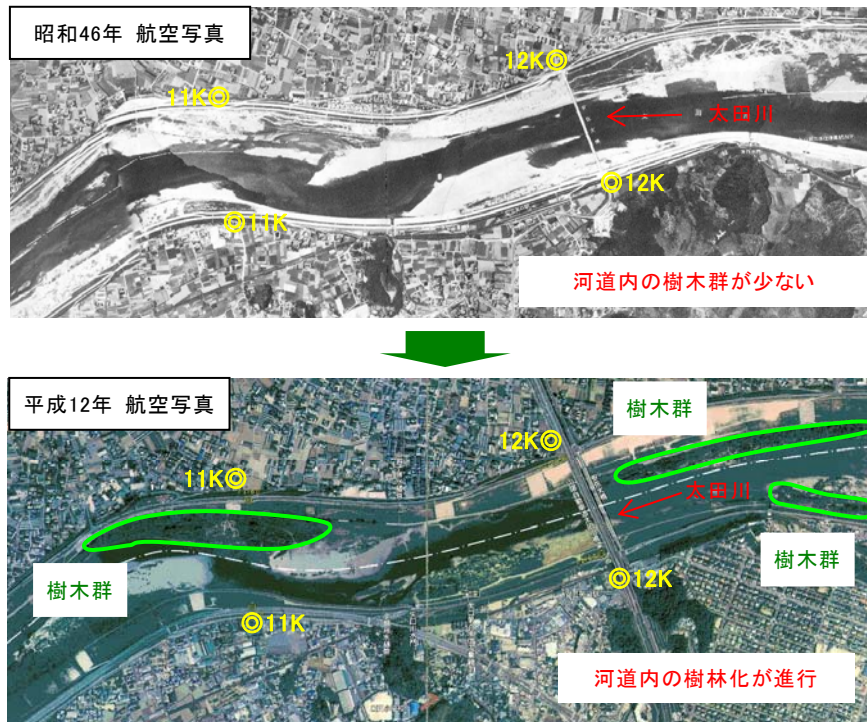 昭和46年 航空写真
12K◎
11K◎
太田川
◎12K
◎11K
河道内の樹木群が少ない
平成12年 航空写真
樹木群
12K◎
11K◎
太田川
樹木群
◎12K
樹木群
◎11K
河道内の樹林化が進行